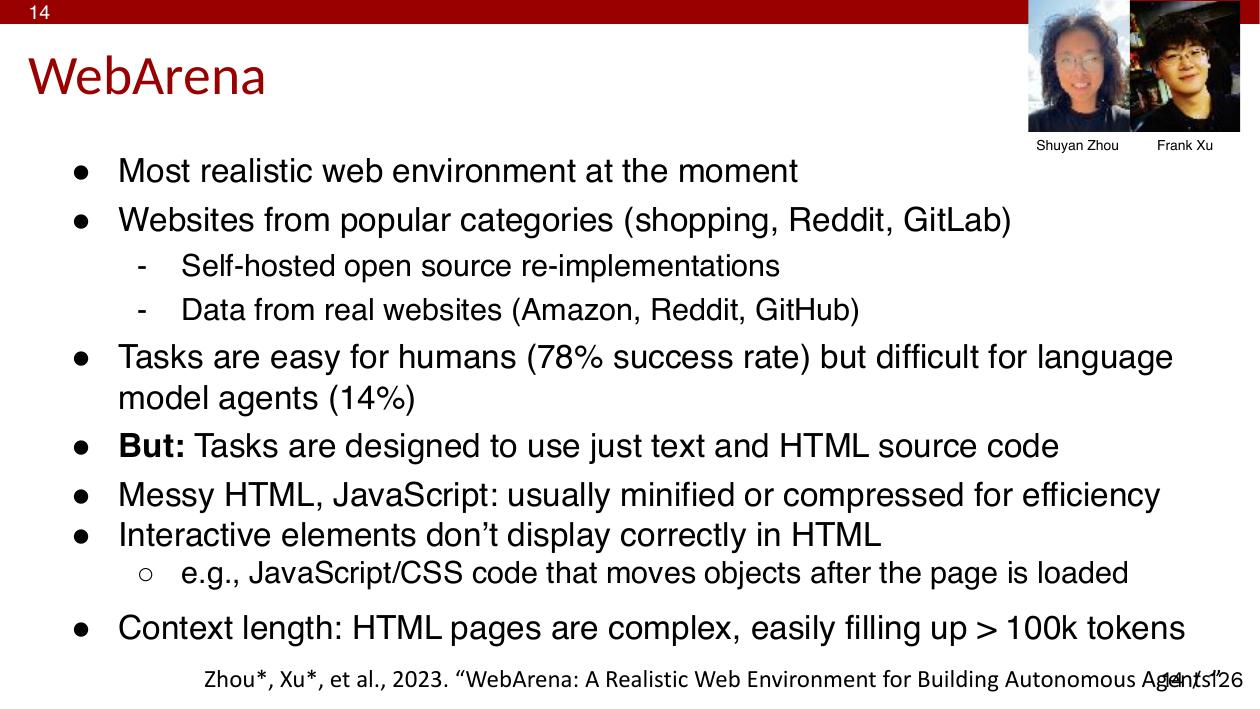 14
WebArena
Shuyan Zhou Frank Xu
● Most realistic web environment at the moment
● Websites from popular categories (shopping, Reddit, GitLab)
- Self-hosted open source re-implementations
- Data from real websites (Amazon, Reddit, GitHub)
● Tasks are easy for humans (78% success rate) but difficult for language
model agents (14%)
● But: Tasks are designed to use just text and HTML source code
● Messy HTML, JavaScript: usually minified or compressed for efficiency
● Interactive elements don’t display correctly in HTML
○ e.g., JavaScript/CSS code that moves objects after the page is loaded
● Context length: HTML pages are complex, easily filling up > 100k tokens
Zhou*, Xu*, et al., 2023. “WebArena: A Realistic Web Environment for Building Autonomous Agents”
14 / 126